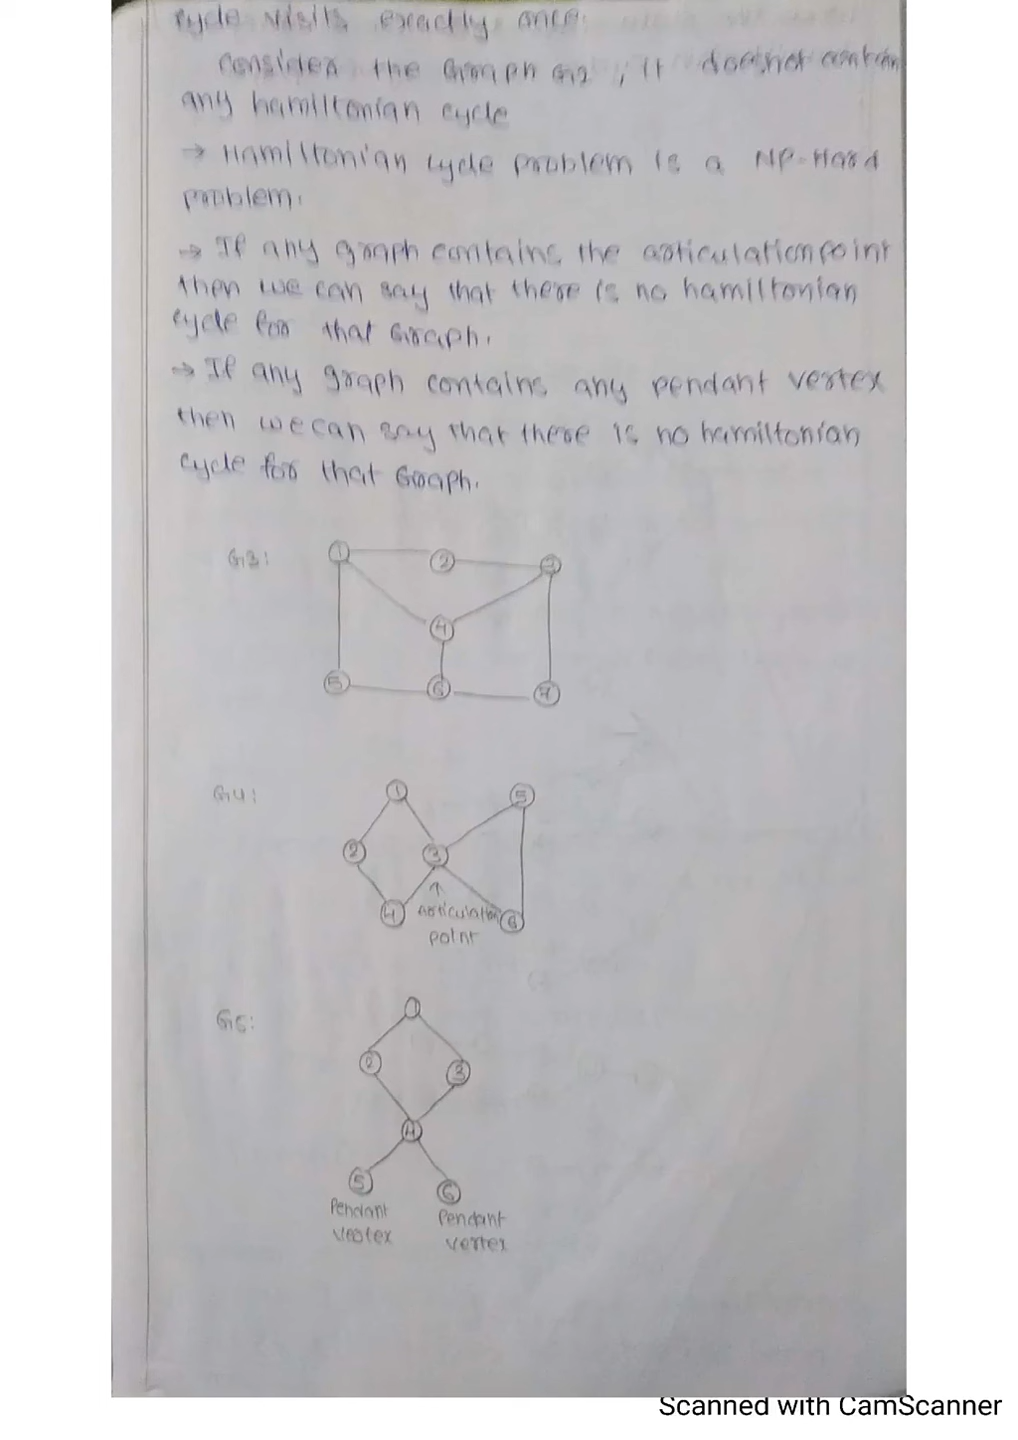 cycle visits exactly once.
consider the Graph G2, it doesnot contain
any hamiltonian cycle
→ Hamiltonian cycle problem is a NP-Hard
problem.
→ If any graph contains the articulation point
then we can say that there is no hamiltonian
cycle for that Graph.
→ If any graph contains any pendant vertex
then we can say that there is no hamiltonian
cycle for that Graph.
G3:
1 2 3
4
5 6 7
G4:
1 5
2 3
4 articulation 6
point
G5:
1
2 3
4
5 6
Pendant Pendant
vertex vertex
Scanned with CamScanner